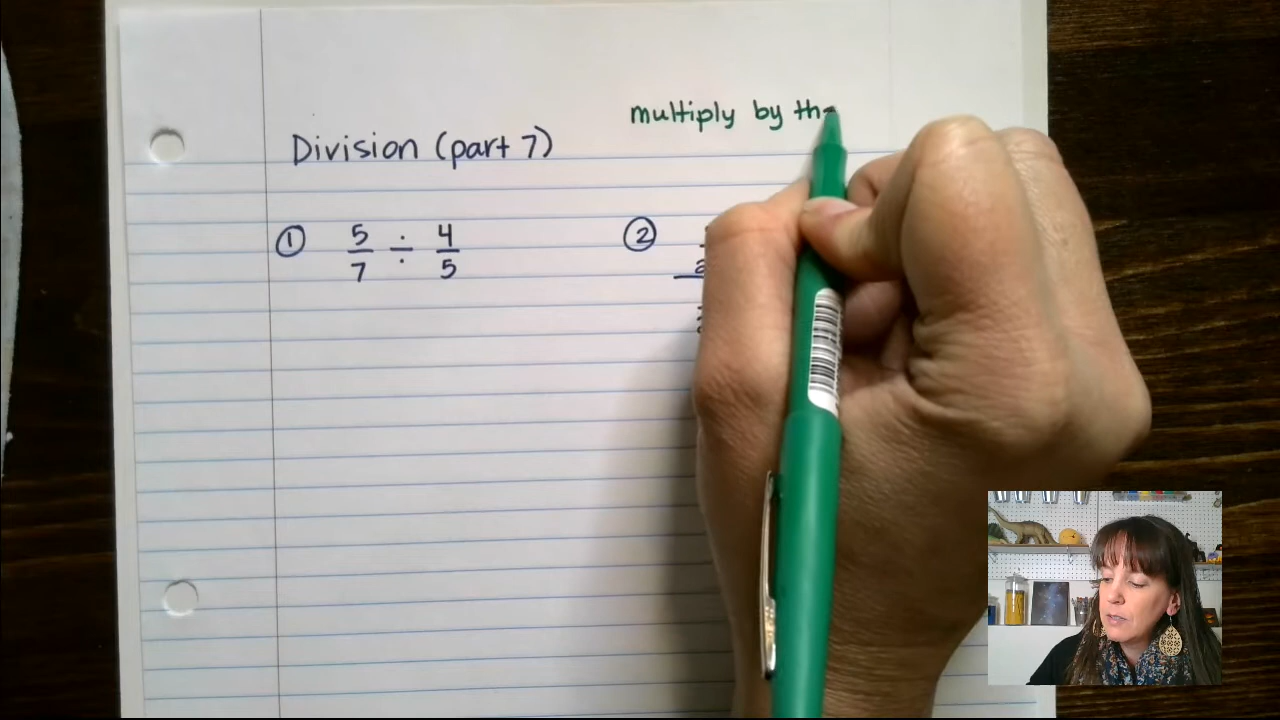 multiply by th
Division (part 7)
① 5/7 ÷ 4/5
②